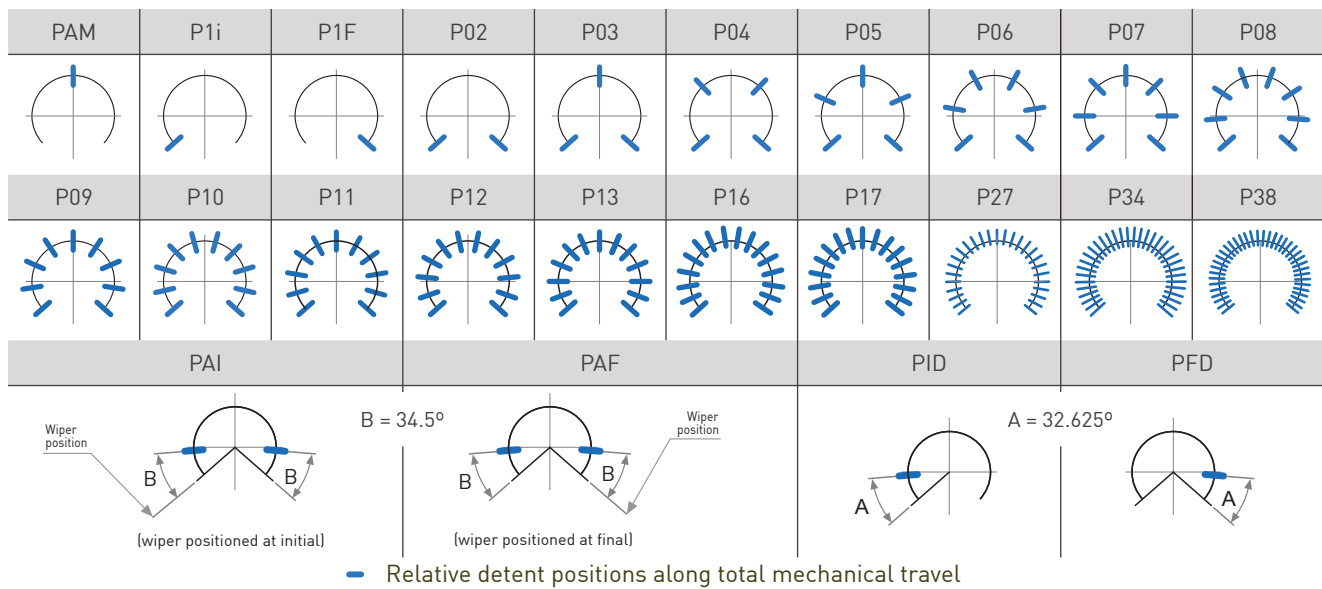 PAM P1i P1F P02 P03 P04 P05 P06 P07 P08
P09 P10 P11 P12 P13 P16 P17 P27 P34 P38
PAI PAF PID PFD
B = 34.5º A = 32.625º
Wiper
position
Wiper
position
B B B B
A A
(wiper positioned at initial) (wiper positioned at final)
Relative detent positions along total mechanical travel